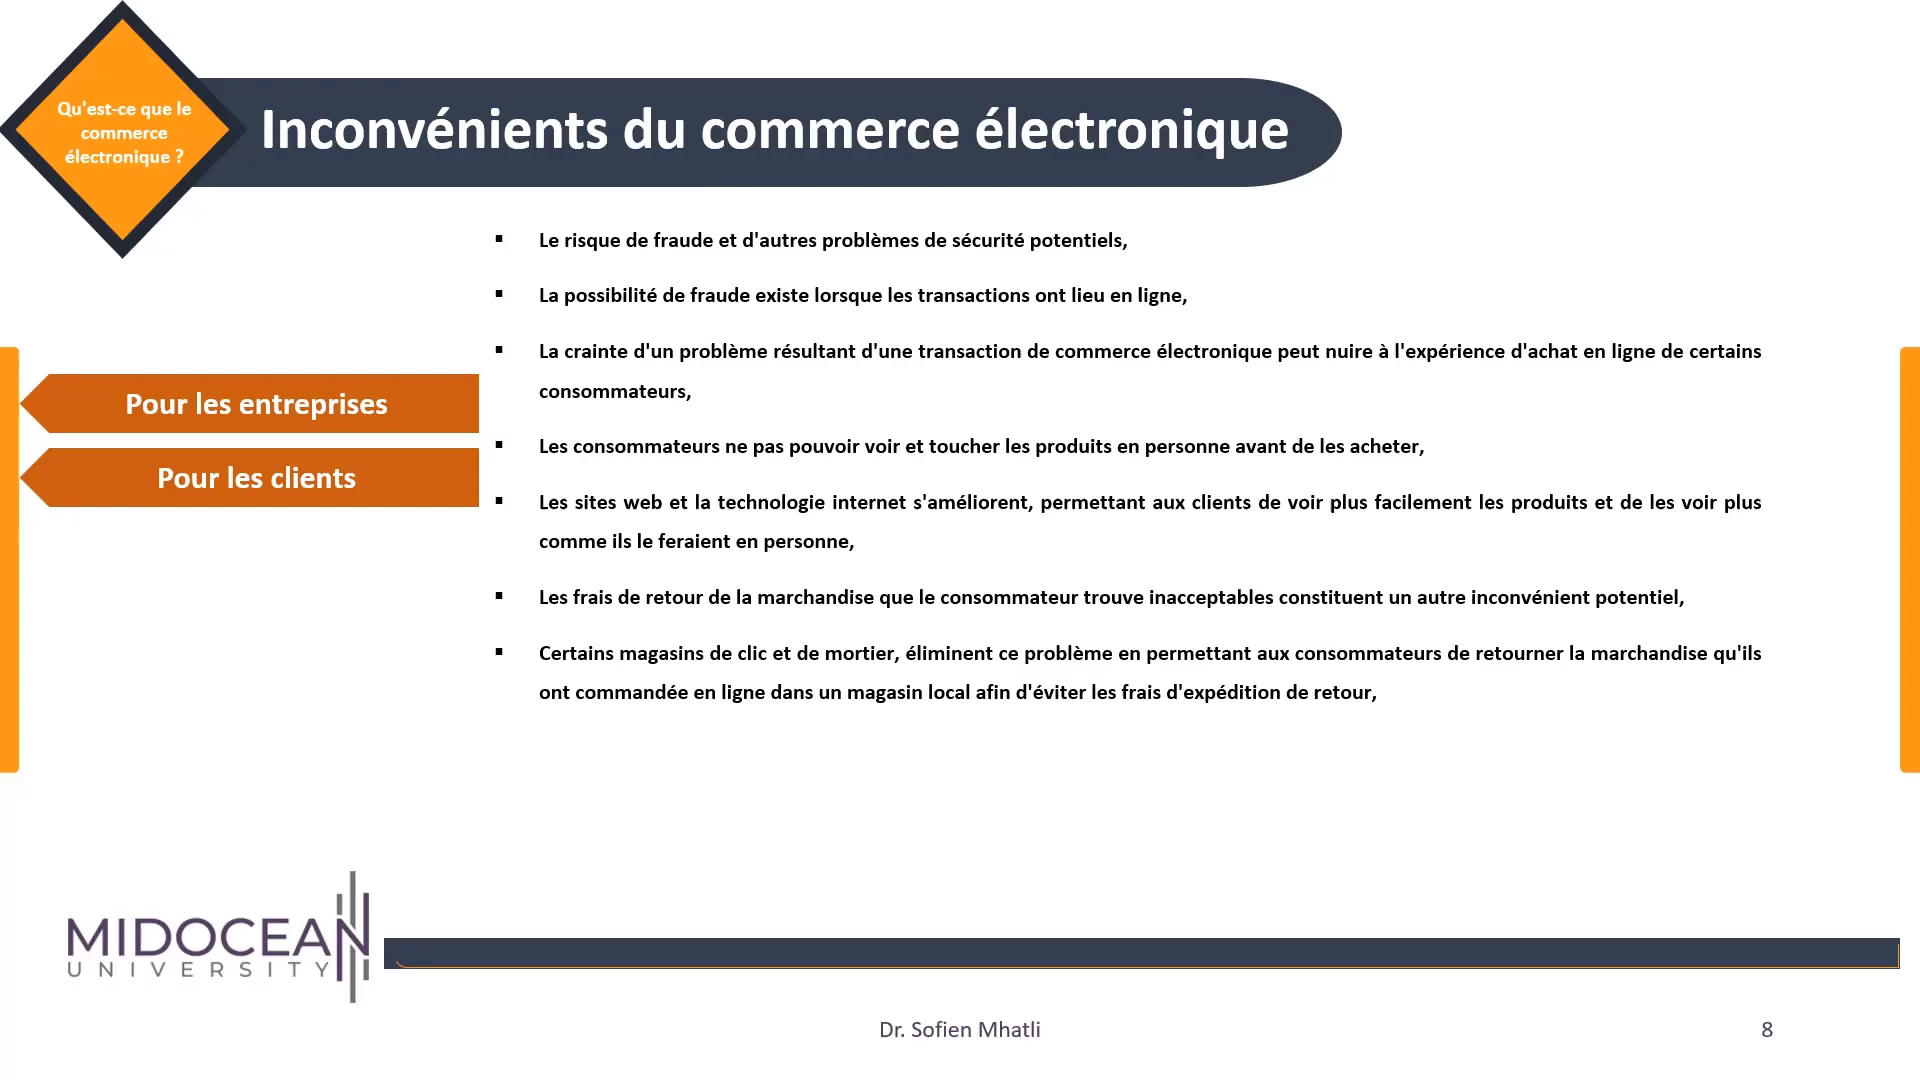 Qu'est-ce que le
commerce
électronique ?
Inconvénients du commerce électronique
Pour les entreprises
Pour les clients
▪ Le risque de fraude et d'autres problèmes de sécurité potentiels,
▪ La possibilité de fraude existe lorsque les transactions ont lieu en ligne,
▪ La crainte d'un problème résultant d'une transaction de commerce électronique peut nuire à l'expérience d'achat en ligne de certains
consommateurs,
▪ Les consommateurs ne pas pouvoir voir et toucher les produits en personne avant de les acheter,
▪ Les sites web et la technologie internet s'améliorent, permettant aux clients de voir plus facilement les produits et de les voir plus
comme ils le feraient en personne,
▪ Les frais de retour de la marchandise que le consommateur trouve inacceptables constituent un autre inconvénient potentiel,
▪ Certains magasins de clic et de mortier, éliminent ce problème en permettant aux consommateurs de retourner la marchandise qu'ils
ont commandée en ligne dans un magasin local afin d'éviter les frais d'expédition de retour,
MIDOCEAN
UNIVERSITY
Dr. Sofien Mhatli
8